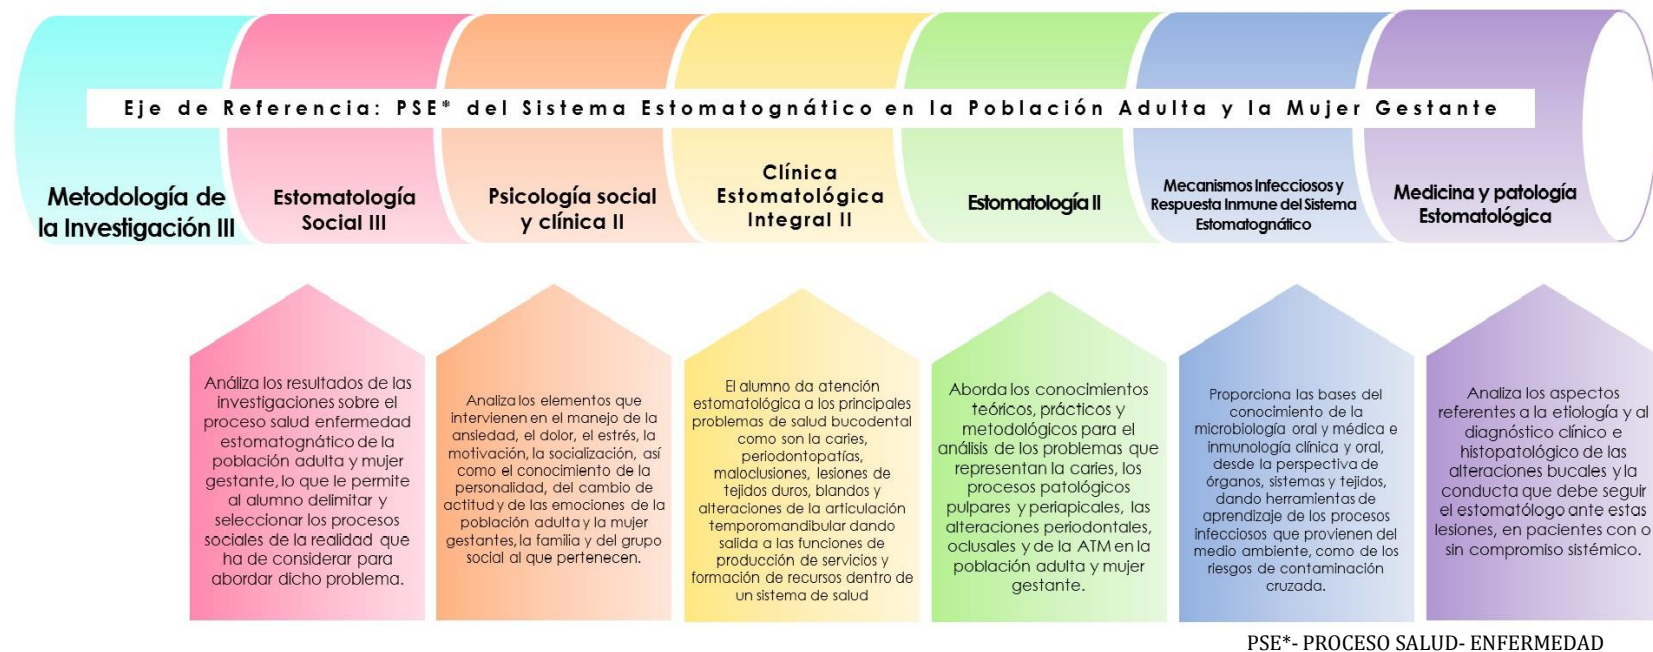 Eje de Referencia: PSE* del Sistema Estomatognático en la Población Adulta y la Mujer Gestante
Metodología de
la Investigación III
Estomatología
Social III
Psicología social
y clínica II
Clínica
Estomatológica
Integral II
Estomatología II
Mecanismos Infecciosos y
Respuesta Inmune del Sistema
Estomatognático
Medicina y patología
Estomatológica
Análiza los resultados de las
investigaciones sobre el
proceso salud enfermedad
estomatognático de la
población adulta y mujer
gestante, lo que le permite
al alumno delimitar y
seleccionar los procesos
sociales de la realidad que
ha de considerar para
abordar dicho problema.
Analiza los elementos que
intervienen en el manejo de la
ansiedad, el dolor, el estrés, la
motivación, la socialización, así
como el conocimiento de la
personalidad, del cambio de
actitud y de las emociones de la
población adulta y la mujer
gestantes, la familia y del grupo
social al que pertenecen.
El alumno da atención
estomatológica a los principales
problemas de salud bucodental
como son la caries,
periodontopatías,
maloclusiones, lesiones de
tejidos duros, blandos y
alteraciones de la articulación
temporomandibular dando
salida a las funciones de
producción de servicios y
formación de recursos dentro de
un sistema de salud
Aborda los conocimientos
teóricos, prácticos y
metodológicos para el
análisis de los problemas que
representan la caries, los
procesos patológicos
pulpares y periapicales, las
alteraciones periodontales,
oclusales y de la ATM en la
población adulta y mujer
gestante.
Proporciona las bases del
conocimiento de la
microbiología oral y médica e
inmunología clínica y oral,
desde la perspectiva de
órganos, sistemas y tejidos,
dando herramientas de
aprendizaje de los procesos
infecciosos que provienen del
medio ambiente, como de los
riesgos de contaminación
cruzada.
Analiza los aspectos
referentes a la etiología y al
diagnóstico clínico e
histopatológico de las
alteraciones bucales y la
conducta que debe seguir
el estomatólogo ante estas
lesiones, en pacientes con o
sin compromiso sistémico.
PSE*- PROCESO SALUD- ENFERMEDAD